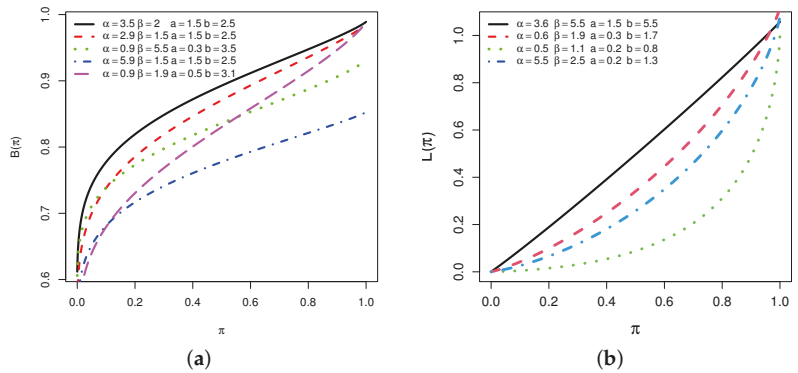 α = 3.5 β = 2 a = 1.5 b = 2.5
α = 2.9 β = 1.5 a = 1.5 b = 2.5
α = 0.9 β = 5.5 a = 0.3 b = 3.5
α = 5.9 β = 1.5 a = 1.5 b = 2.5
α = 0.9 β = 1.9 a = 0.5 b = 3.1
1.0
0.9
0.8
0.7
0.6
B(π)
0.0 0.2 0.4 0.6 0.8 1.0
π
(a)
α = 3.6 β = 5.5 a = 1.5 b = 5.5
α = 0.6 β = 1.9 a = 0.3 b = 1.7
α = 0.5 β = 1.1 a = 0.2 b = 0.8
α = 5.5 β = 2.5 a = 0.2 b = 1.3
1.0
0.8
0.6
0.4
0.2
0.0
L(π)
0.0 0.2 0.4 0.6 0.8 1.0
π
(b)